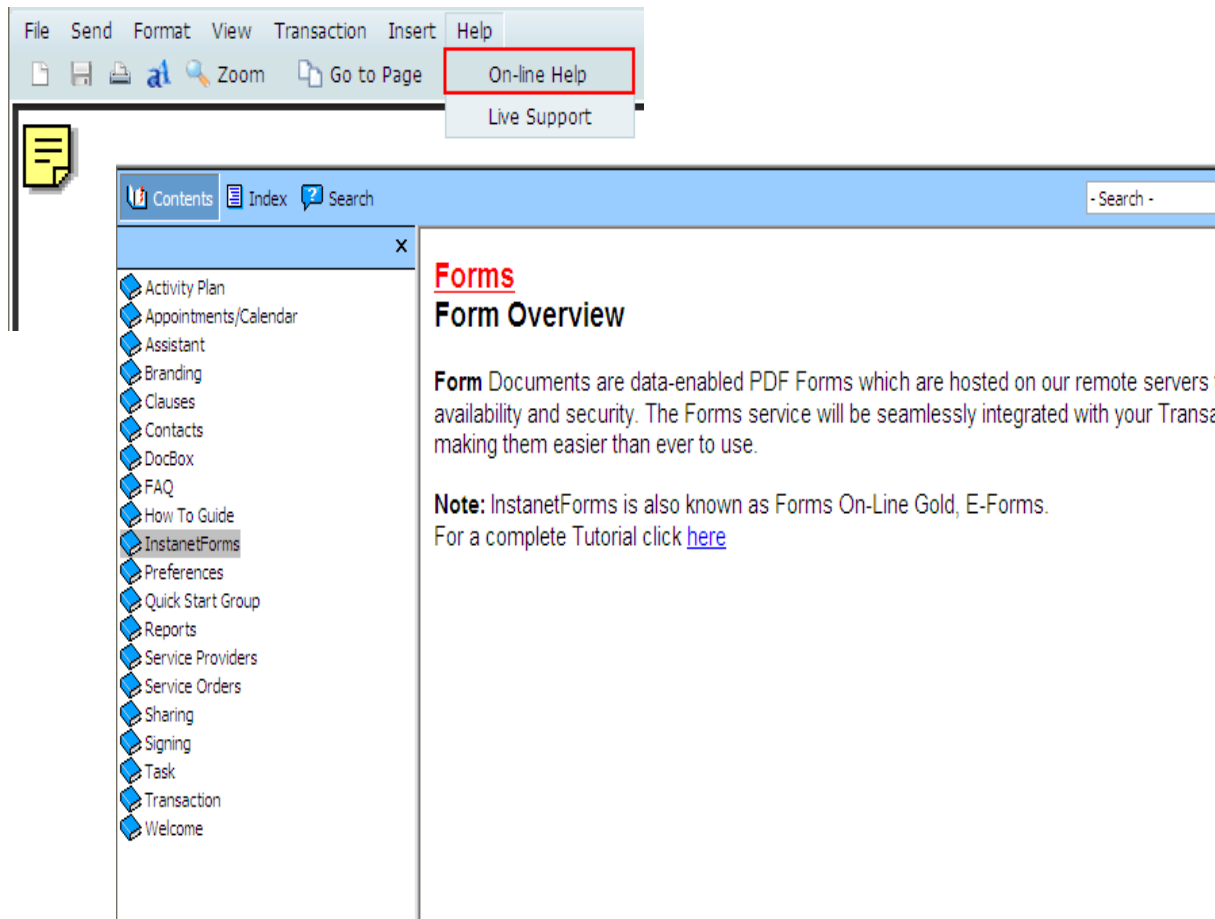 File Send Format View Transaction Insert Help
Zoom Go to Page On-line Help
Live Support
Contents Index Search - Search -
x
Activity Plan
Appointments/Calendar
Assistant
Branding
Clauses
Contacts
DocBox
FAQ
How To Guide
InstanetForms
Preferences
Quick Start Group
Reports
Service Providers
Service Orders
Sharing
Signing
Task
Transaction
Welcome
Forms
Form Overview
Form Documents are data-enabled PDF Forms which are hosted on our remote servers
availability and security. The Forms service will be seamlessly integrated with your Transa
making them easier than ever to use.
Note: InstanetForms is also known as Forms On-Line Gold, E-Forms.
For a complete Tutorial click here